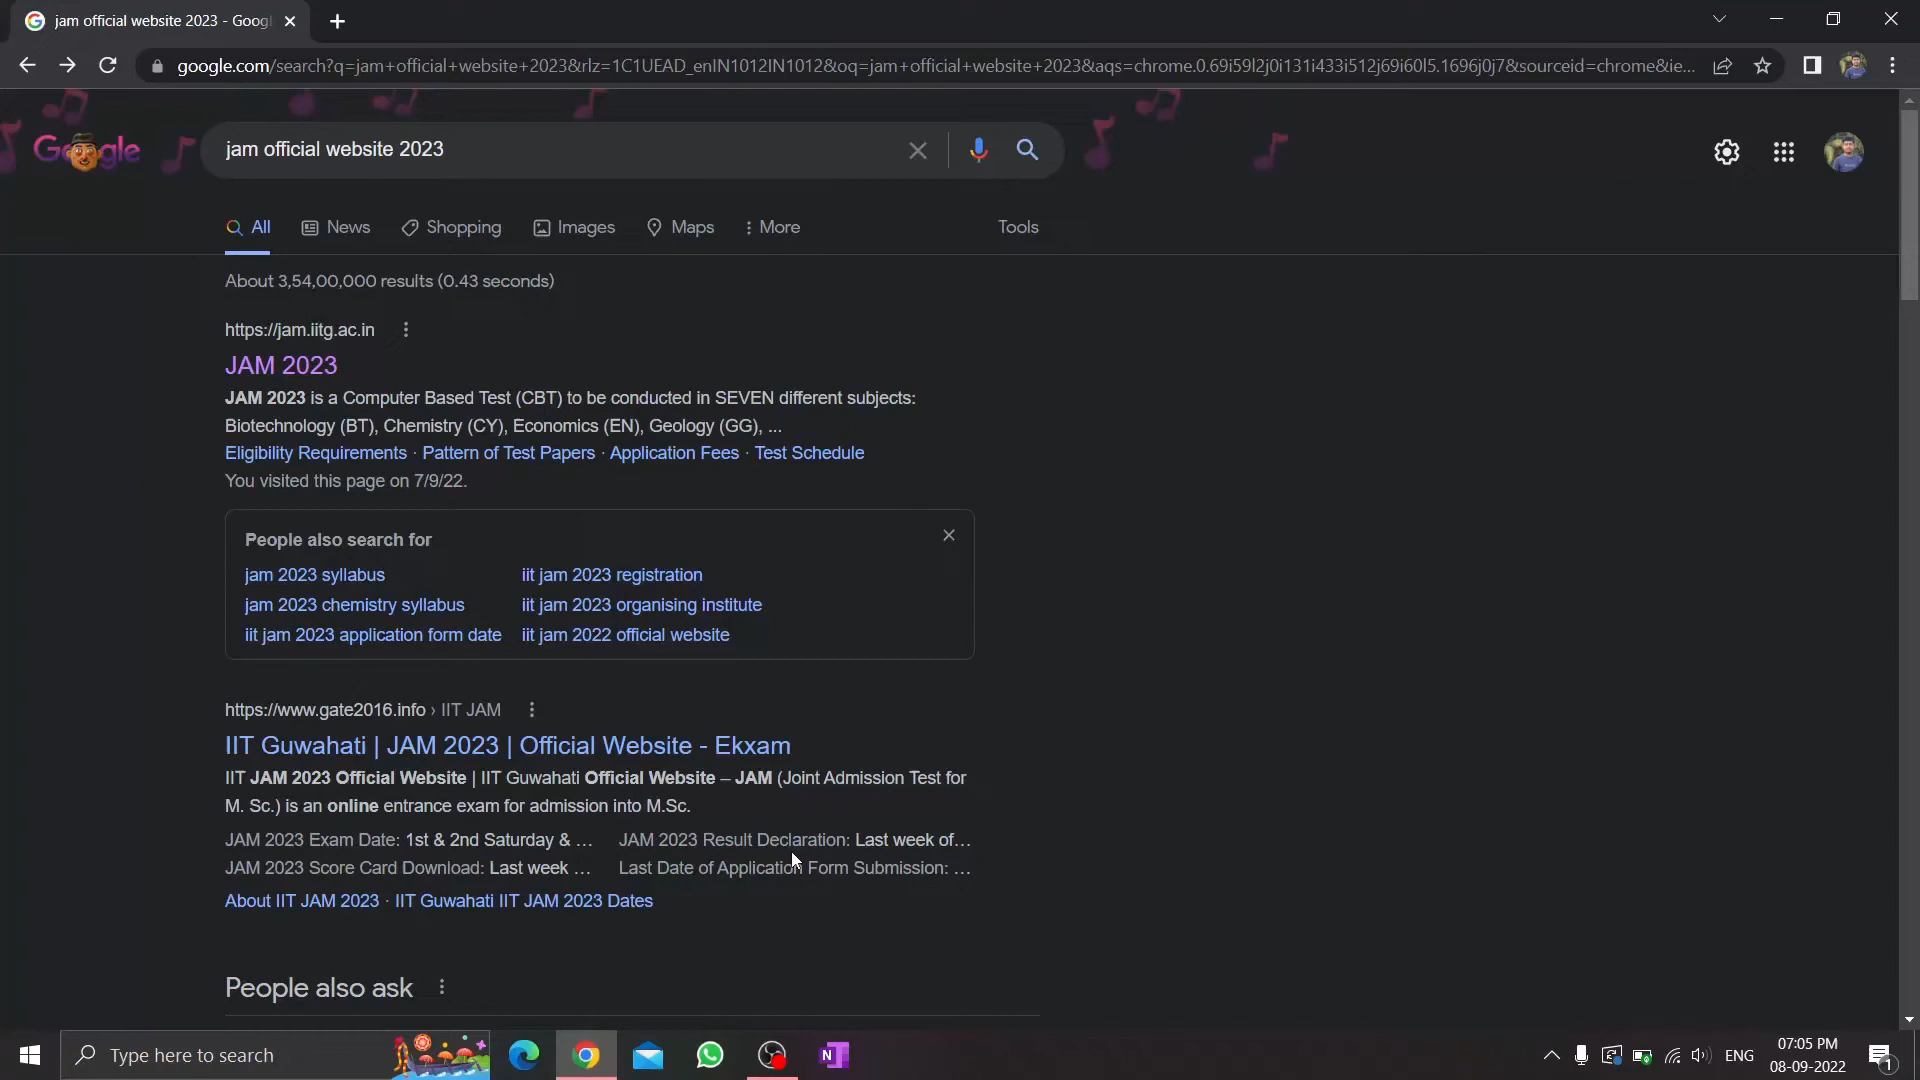 jam official website 2023 - Googl
google.com/search?q=jam+official+website+2023&rlz=1C1UEAD_enIN1012IN1012&oq=jam+official+website+2023&aqs=chrome.0.69i59l2j0i131i433i512j69i60l5.1696j0j7&sourceid=chrome&ie...
Google
jam official website 2023
All News Shopping Images Maps More Tools
About 3,54,00,000 results (0.43 seconds)
https://jam.iitg.ac.in
JAM 2023
JAM 2023 is a Computer Based Test (CBT) to be conducted in SEVEN different subjects:
Biotechnology (BT), Chemistry (CY), Economics (EN), Geology (GG), ...
Eligibility Requirements · Pattern of Test Papers · Application Fees · Test Schedule
You visited this page on 7/9/22.
People also search for
jam 2023 syllabus iit jam 2023 registration
jam 2023 chemistry syllabus iit jam 2023 organising institute
iit jam 2023 application form date iit jam 2022 official website
https://www.gate2016.info › IIT JAM
IIT Guwahati | JAM 2023 | Official Website - Ekxam
IIT JAM 2023 Official Website | IIT Guwahati Official Website – JAM (Joint Admission Test for
M. Sc.) is an online entrance exam for admission into M.Sc.
JAM 2023 Exam Date: 1st & 2nd Saturday & ... JAM 2023 Result Declaration: Last week of...
JAM 2023 Score Card Download: Last week ... Last Date of Application Form Submission: ...
About IIT JAM 2023 · IIT Guwahati IIT JAM 2023 Dates
People also ask
Type here to search
N
ENG
07:05 PM
08-09-2022
1